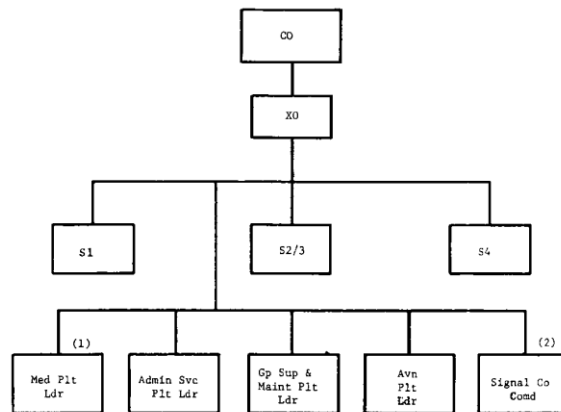 CO
XO
S1
S2/3
S4
(1)
(2)
Med Plt
Ldr
Admin Svc
Plt Ldr
Gp Sup &
Maint Plt
Ldr
Avn
Plt
Ldr
Signal Co
Comd